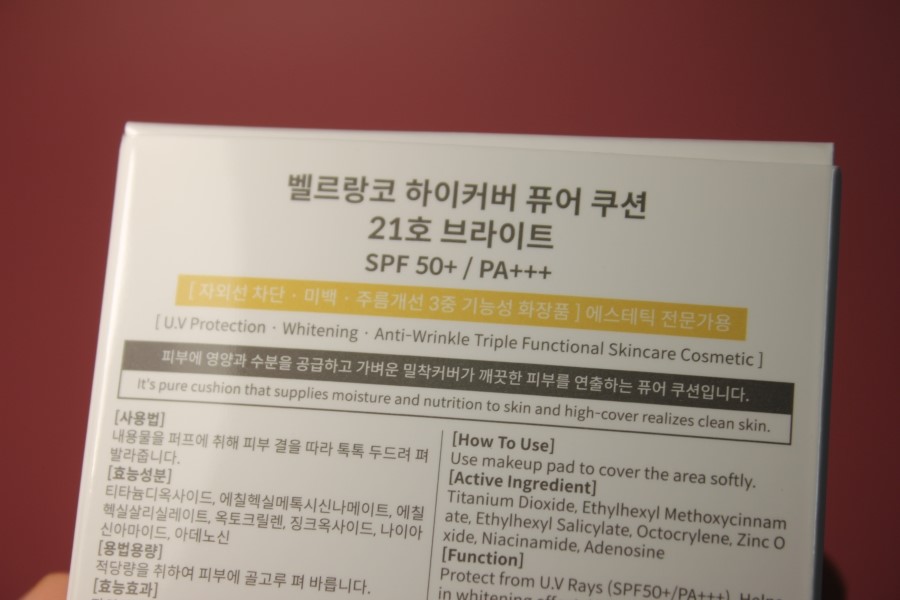 벨르랑코 하이커버 퓨어 쿠션
21호 브라이트
SPF 50+ / PA+++
[ 자외선 차단 · 미백 · 주름개선 3중 기능성 화장품 ] 에스테틱 전문가용
[ U.V Protection · Whitening · Anti-Wrinkle Triple Functional Skincare Cosmetic ]
피부에 영양과 수분을 공급하고 가벼운 밀착커버가 깨끗한 피부를 연출하는 퓨어 쿠션입니다.
It's pure cushion that supplies moisture and nutrition to skin and high-cover realizes clean skin.
[사용법]
내용물을 퍼프에 취해 피부 결을 따라 톡톡 두드려 펴
발라줍니다.
[효능성분]
티타늄디옥사이드, 에칠헥실메톡시신나메이트, 에칠
헥실살리실레이트, 옥토크릴렌, 징크옥사이드, 나이아
신아마이드, 아데노신
[용법용량]
적당량을 취하여 피부에 골고루 펴 바릅니다.
[효능효과]
[How To Use]
Use makeup pad to cover the area softly.
[Active Ingredient]
Titanium Dioxide, Ethylhexyl Methoxycinnam
ate, Ethylhexyl Salicylate, Octocrylene, Zinc O
xide, Niacinamide, Adenosine
[Function]
Protect from U.V Rays (SPF50+/PA+++). Helps
in whitening